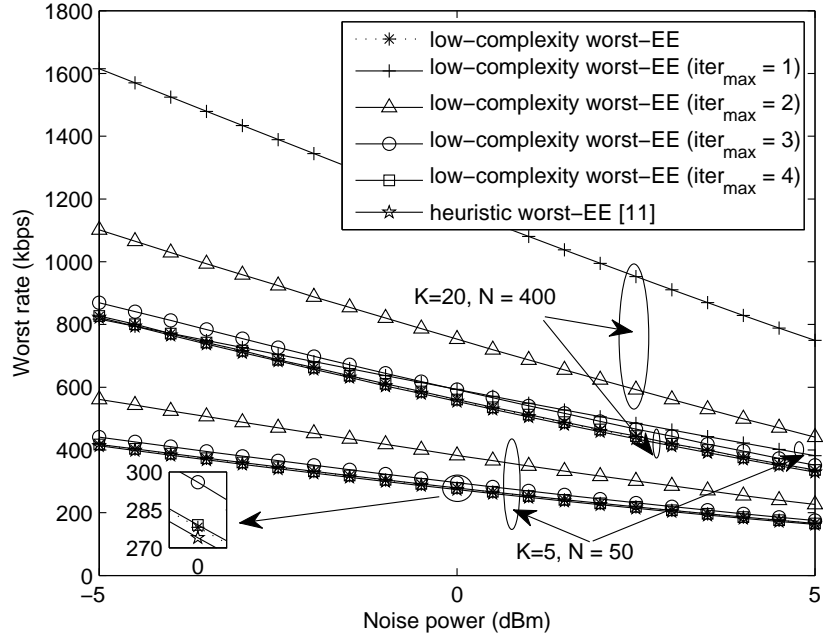 1800
1600
1400
1200
1000
800
600
400
200
0
Worst rate (kbps)
low-complexity worst-EE
low-complexity worst-EE (iter_max = 1)
low-complexity worst-EE (iter_max = 2)
low-complexity worst-EE (iter_max = 3)
low-complexity worst-EE (iter_max = 4)
heuristic worst-EE [11]
K=20, N = 400
K=5, N = 50
300
285
270
0
−5
0
5
Noise power (dBm)